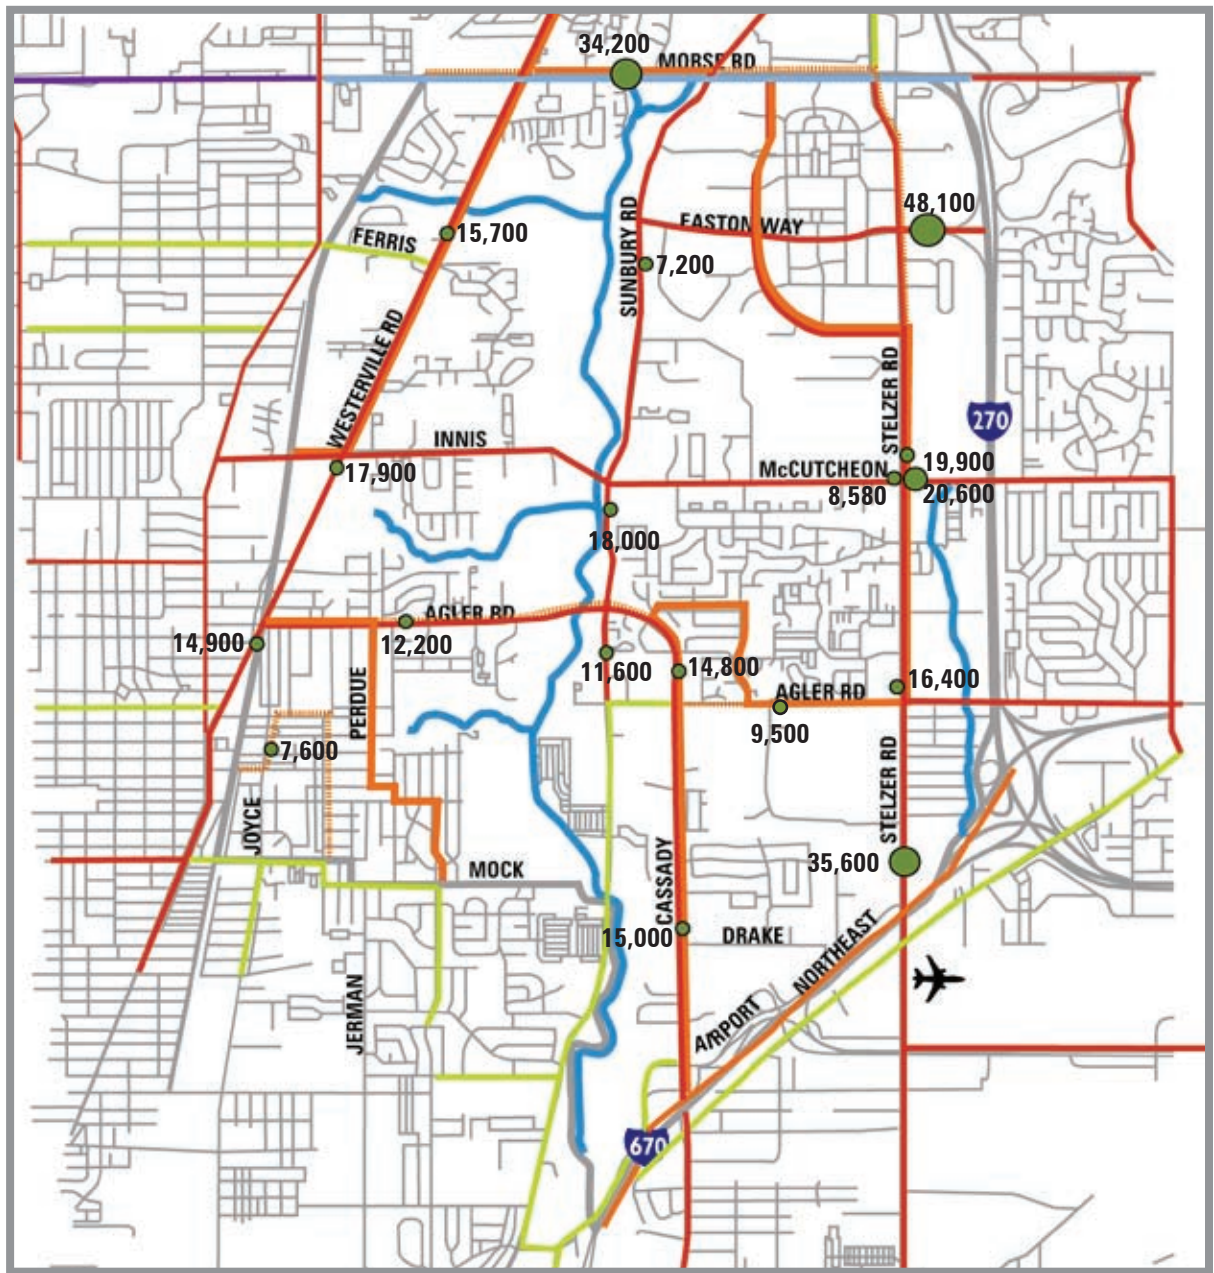 34,200
MORSE RD
48,100
EASTON WAY
FERRIS
15,700
SUNBURY RD
7,200
WESTERVILLE RD
STELZER RD
270
INNIS
17,900
McCUTCHEON
19,900
8,580
20,600
18,000
AGLER RD
12,200
14,900
11,600
14,800
16,400
AGLER RD
9,500
PERDUE
7,600
STELZER RD
JOYCE
MOCK
35,600
CASSADY
15,000
DRAKE
NORTHEAST
AIRPORT
JERMAN
670